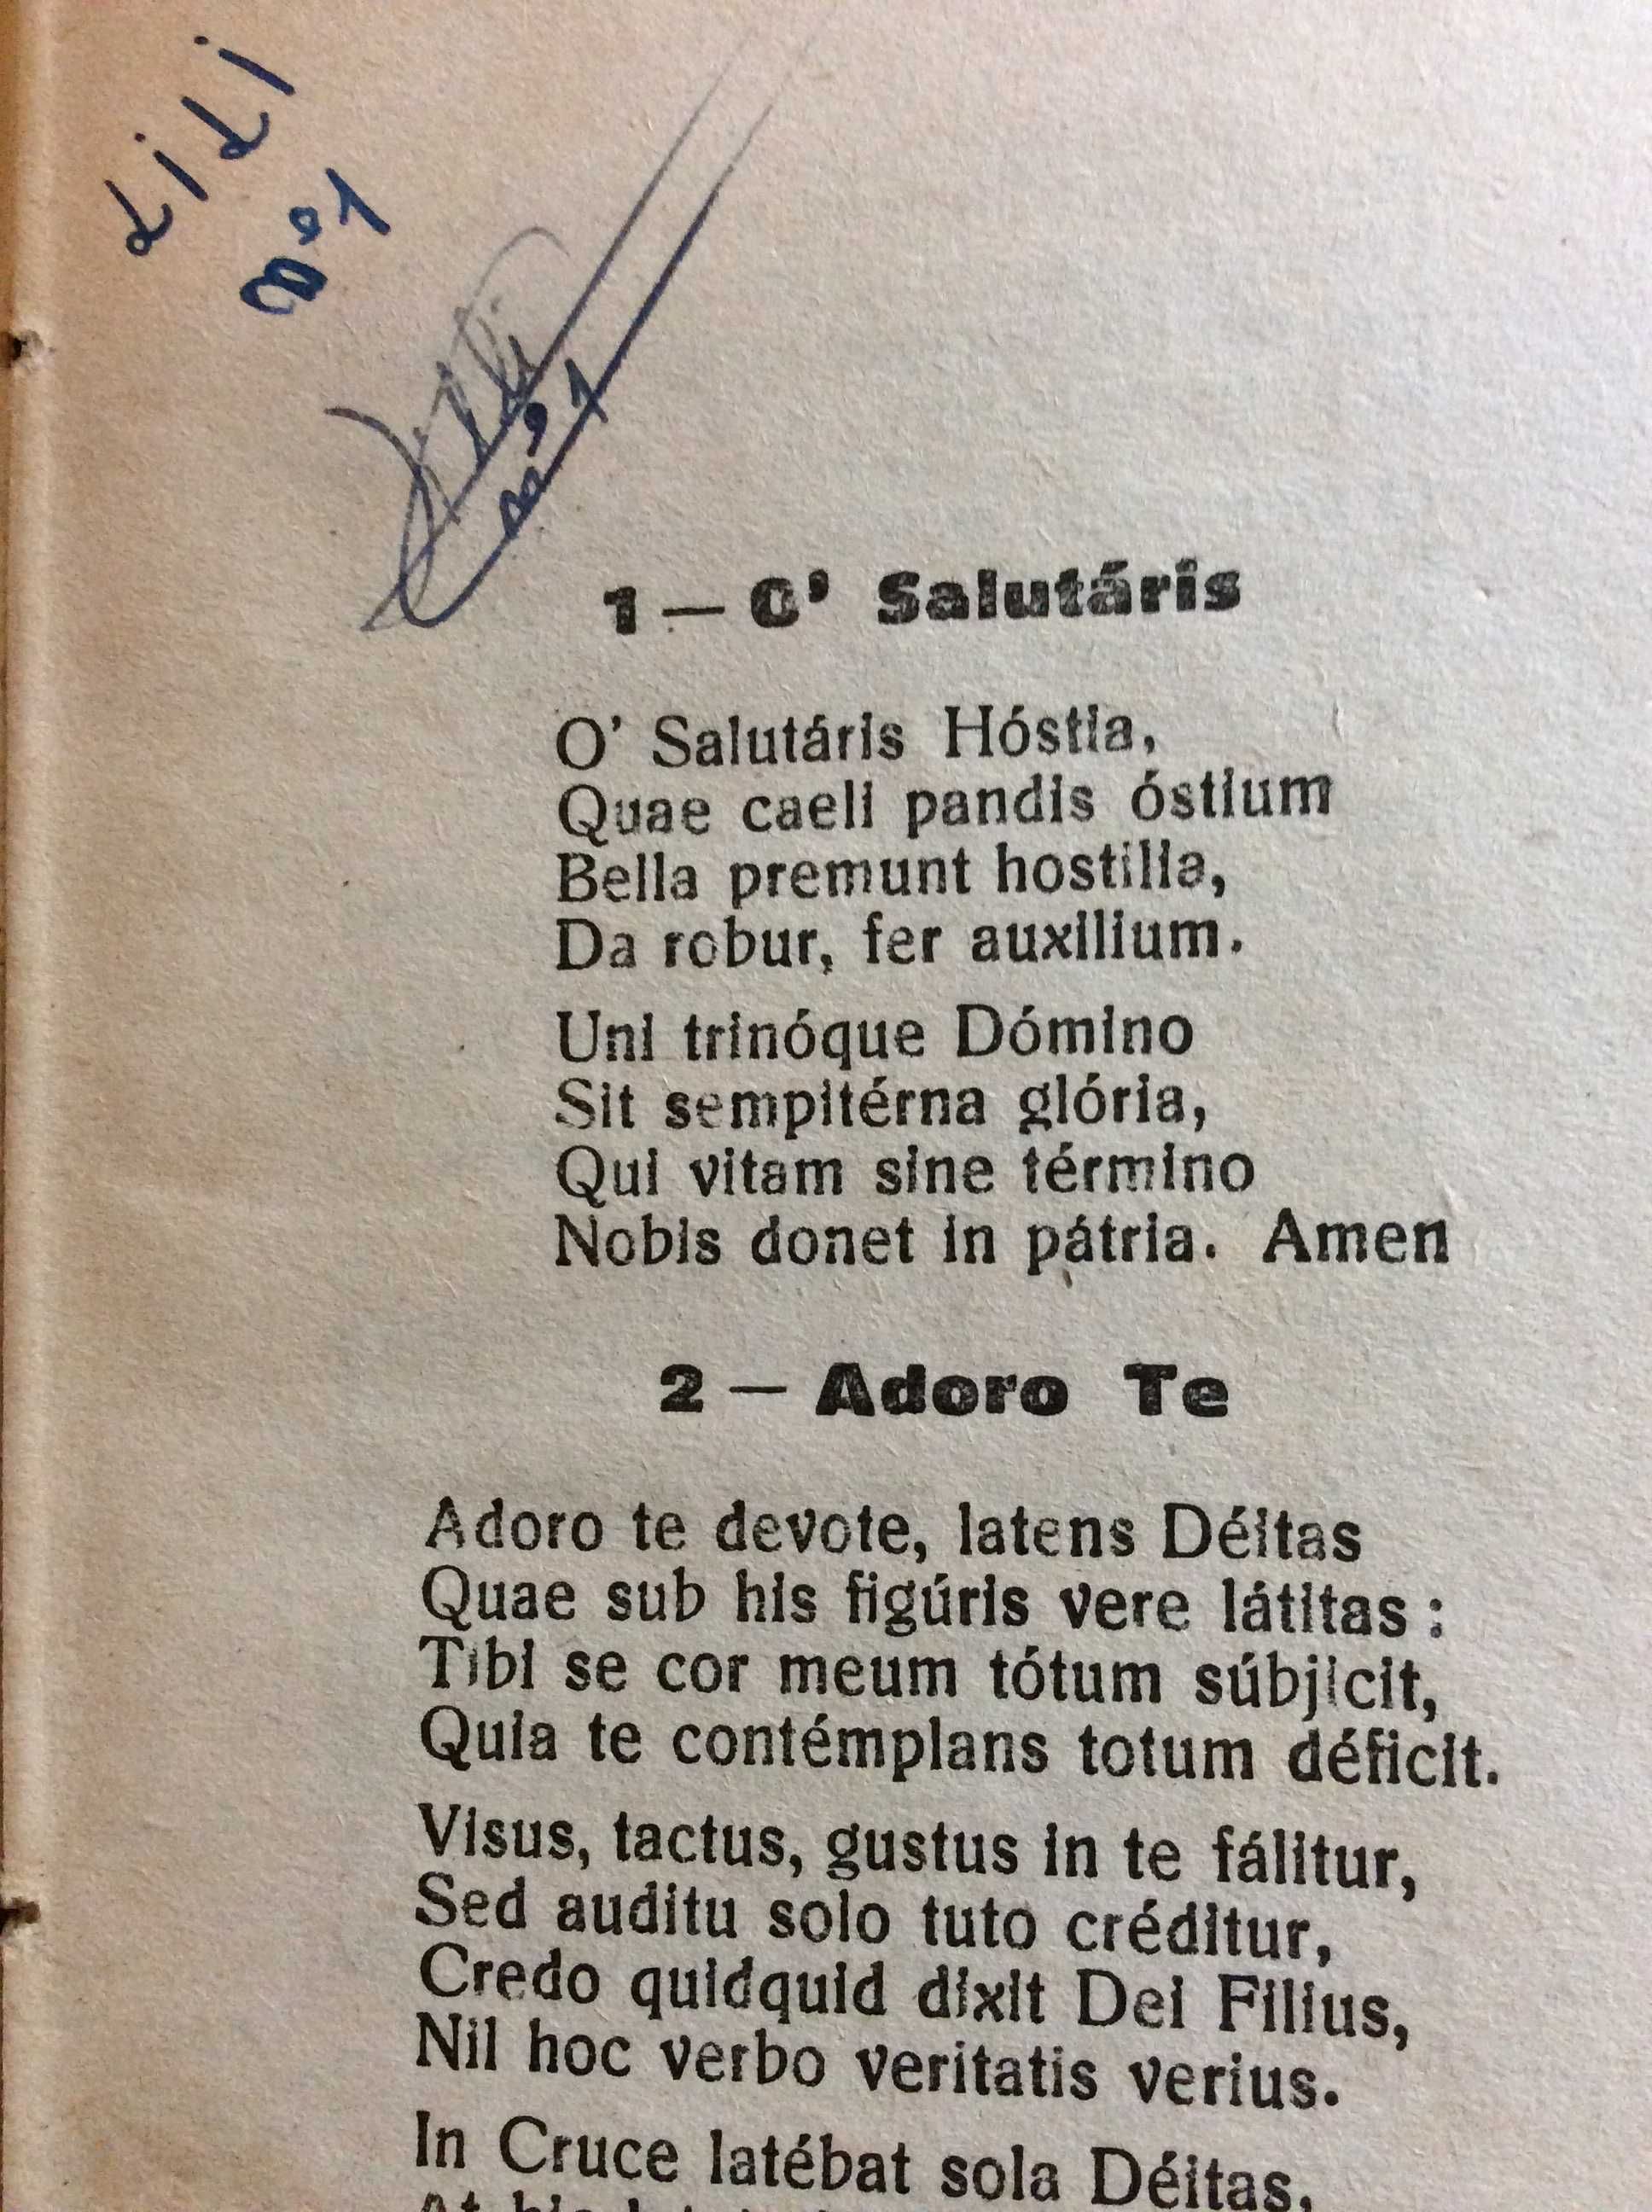 LiLi
nº1
Lili
nº1
1 — O' Salutáris
O' Salutáris Hóstia,
Quae caeli pandis óstium
Bella premunt hostilia,
Da robur, fer auxilium.
Uni trinóque Dómino
Sit sempitérna glória,
Qui vitam sine término
Nobis donet in pátria. Amen
2 — Adoro Te
Adoro te devote, latens Déitas
Quae sub his figúris vere látitas :
Tibi se cor meum tótum súbjicit,
Quia te contémplans totum déficit.
Visus, tactus, gustus in te fálitur,
Sed auditu solo tuto créditur,
Credo quidquid dixit Dei Filius,
Nil hoc verbo veritatis verius.
In Cruce latébat sola Déitas,